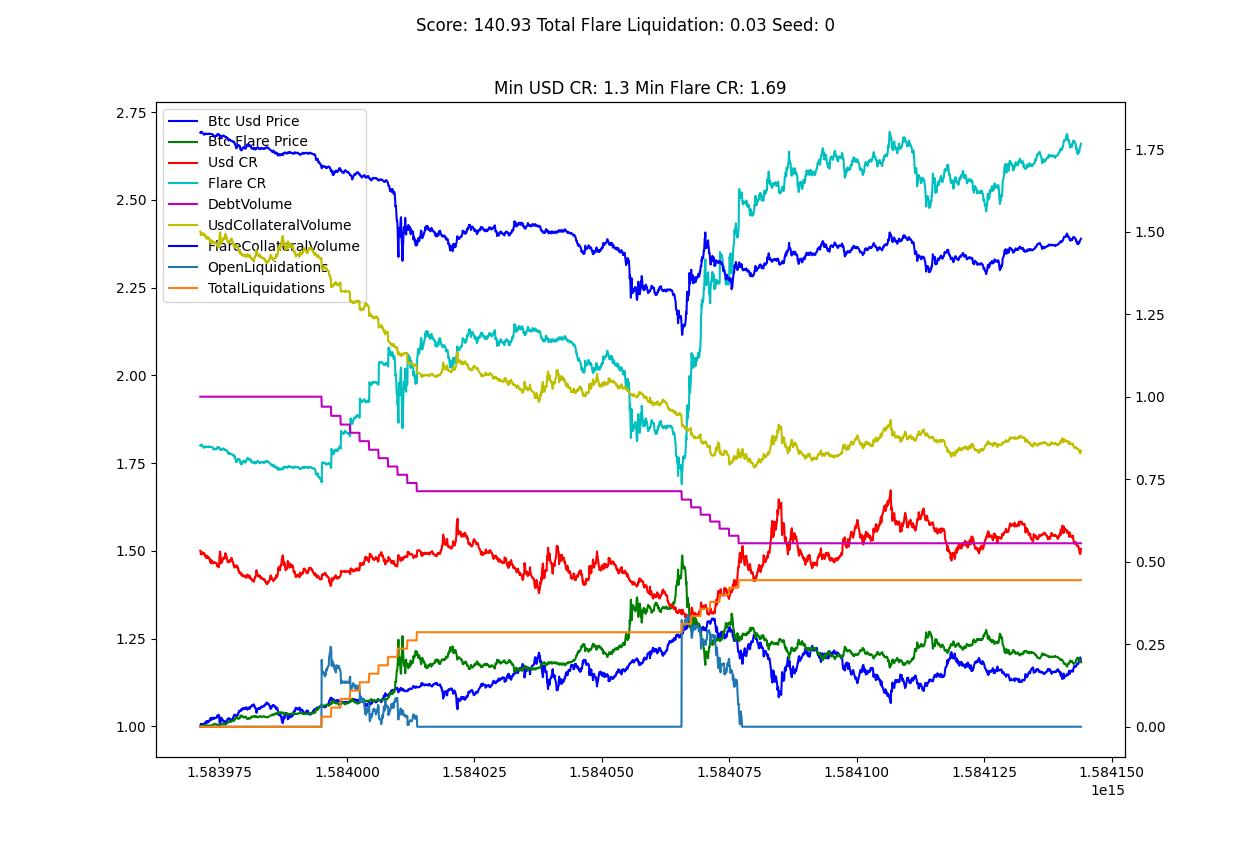 Score: 140.93 Total Flare Liquidation: 0.03 Seed: 0
Min USD CR: 1.3 Min Flare CR: 1.69
2.75
2.50
2.25
2.00
1.75
1.50
1.25
1.00
Btc Usd Price
Btc Flare Price
Usd CR
Flare CR
DebtVolume
UsdCollateralVolume
FlareCollateralVolume
OpenLiquidations
TotalLiquidations
1.75
1.50
1.25
1.00
0.75
0.50
0.25
0.00
1.583975 1.584000 1.584025 1.584050 1.584075 1.584100 1.584125 1.584150
1e15